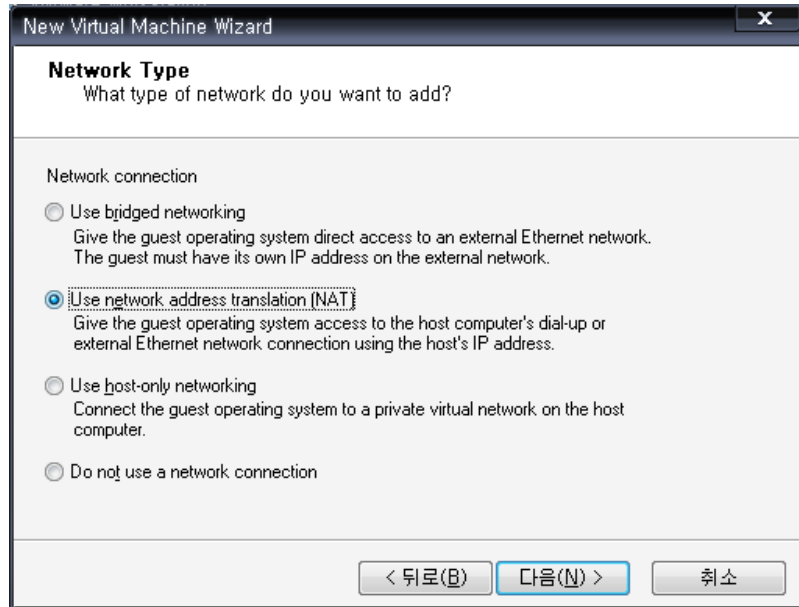 New Virtual Machine Wizard
x
Network Type
What type of network do you want to add?
Network connection
Use bridged networking
Give the guest operating system direct access to an external Ethernet network.
The guest must have its own IP address on the external network.
Use network address translation (NAT)
Give the guest operating system access to the host computer's dial-up or
external Ethernet network connection using the host's IP address.
Use host-only networking
Connect the guest operating system to a private virtual network on the host
computer.
Do not use a network connection
< 뒤로(B)
다음(N) >
취소